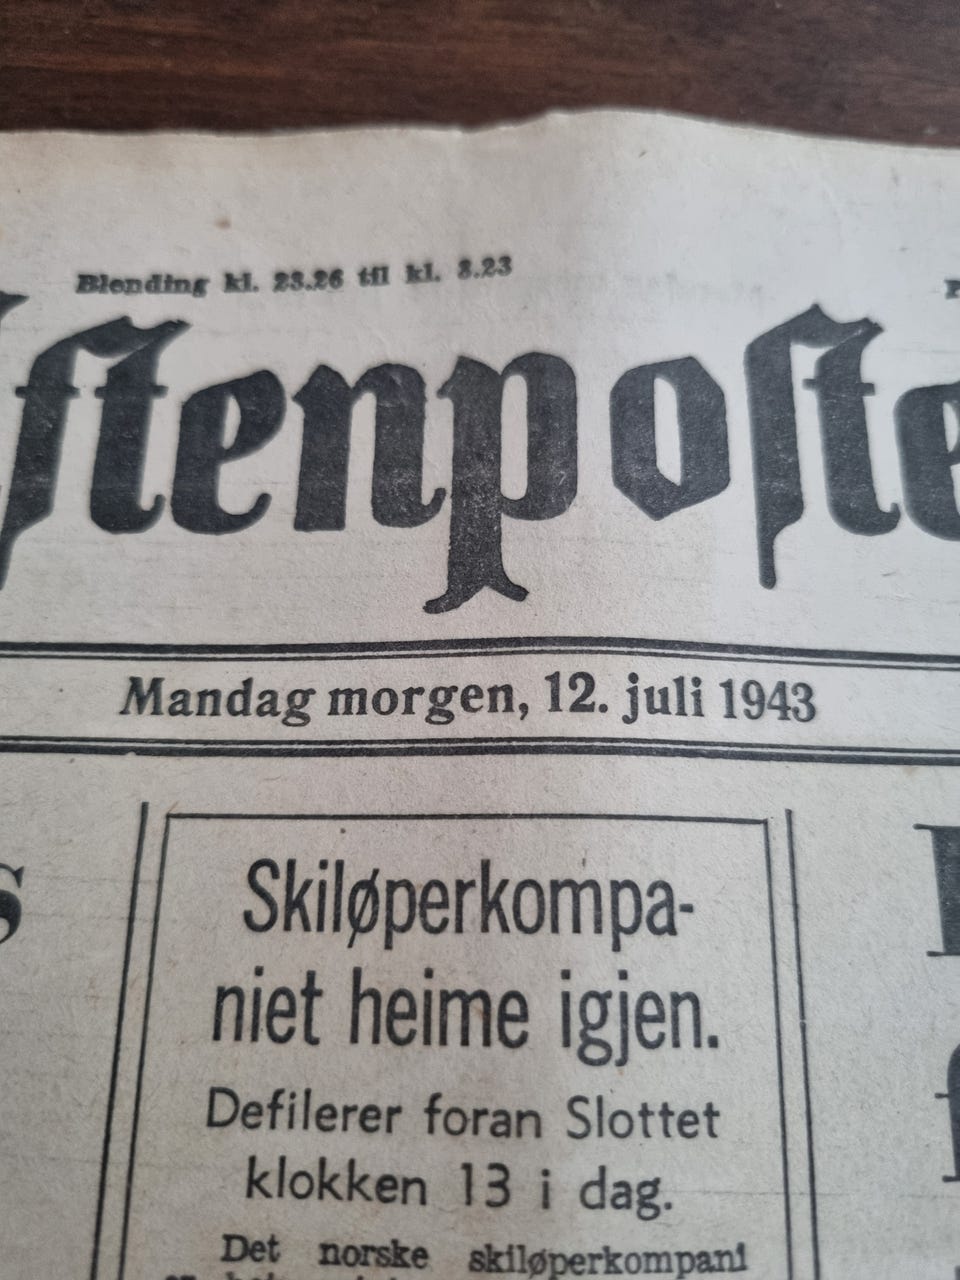 Blending kl. 23.26 til kl. 3.23
ftenposte
Mandag morgen, 12. juli 1943
Skiløperkompa-
niet heime igjen.
Defilerer foran Slottet
klokken 13 i dag.
Det norske skiløperkompani